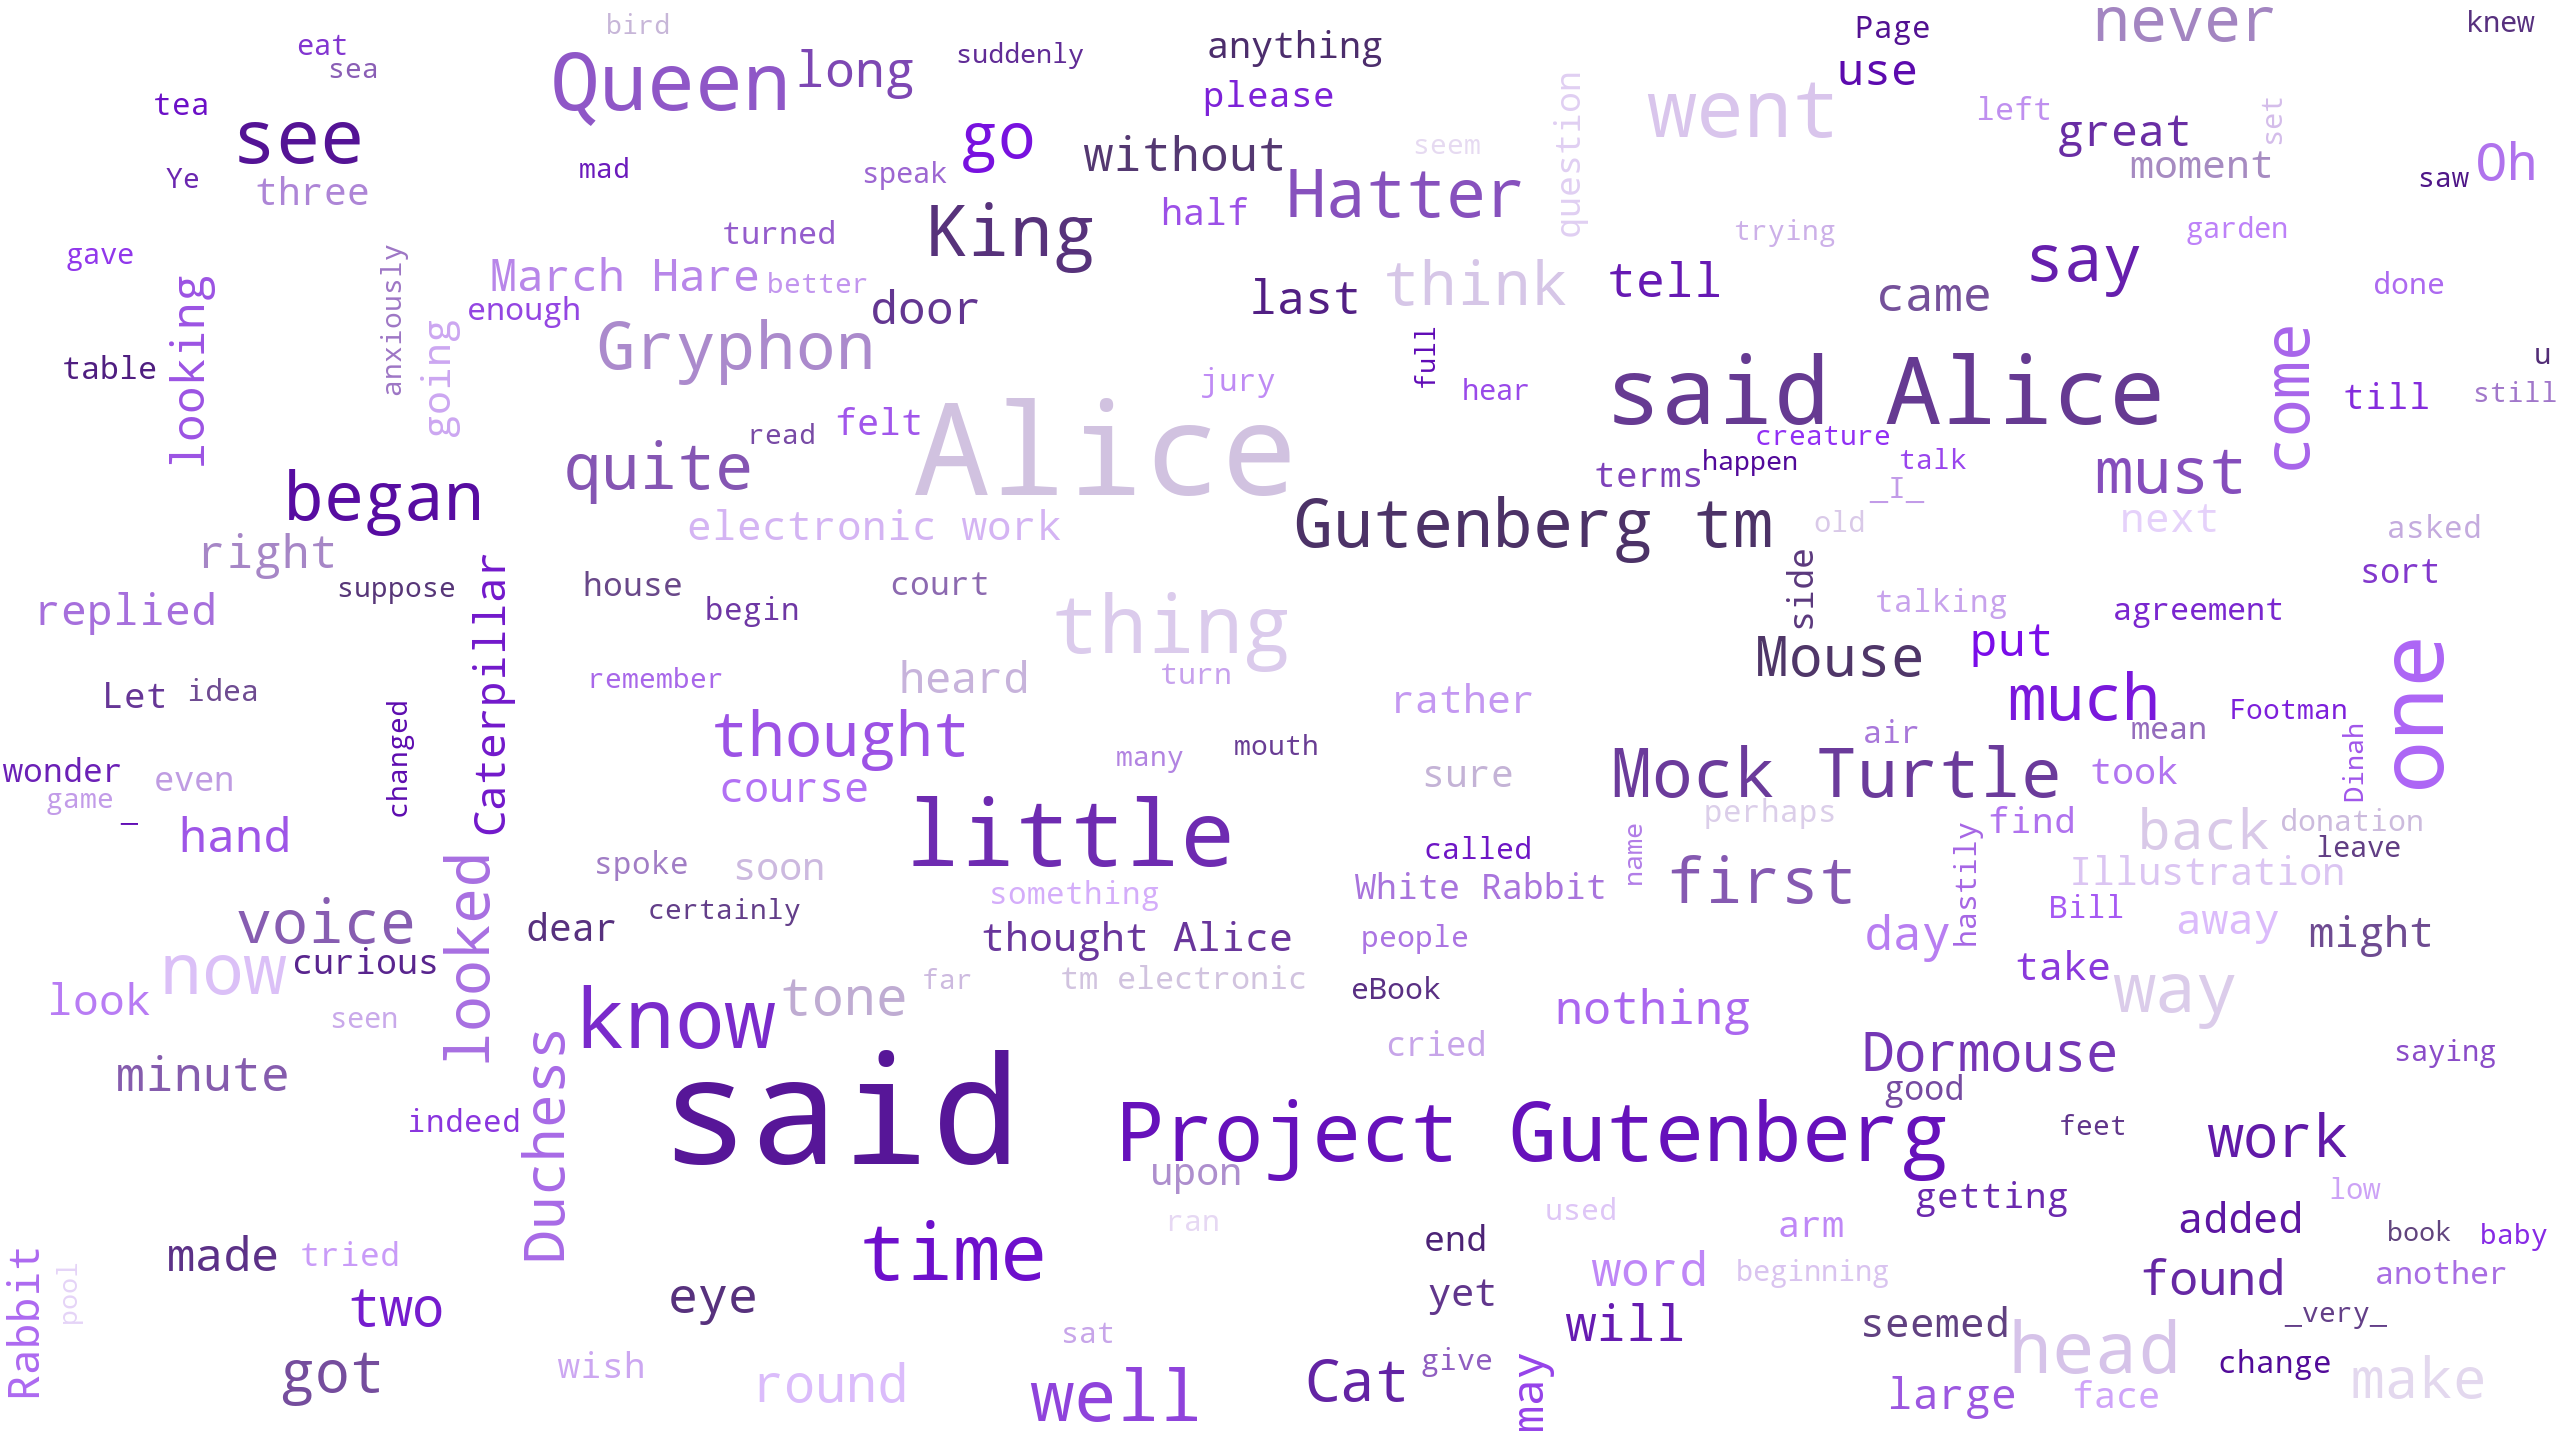 bird
eat
sea
Queen
long
suddenly
anything
Page
never
knew
tea
see
please
use
question
went
left
great
set
Ye
three
mad
speak
go
without
seem
Hatter
moment
saw
Oh
gave
turned
King
half
trying
say
garden
looking
anxiously
going
March Hare
better
enough
door
last
think
tell
came
done
table
Gryphon
jury
full
hear
said Alice
come
till
u
still
felt
read
Alice
creature
began
quite
terms
happen
talk
_I_
must
electronic work
Gutenberg tm
old
next
asked
right
suppose
Caterpillar
house
begin
court
side
sort
replied
thing
talking
agreement
Mouse
put
one
Let
idea
remember
heard
turn
rather
much
Footman
changed
thought
many
mouth
air
mean
Dinah
wonder
even
course
sure
Mock Turtle
took
game
_
hand
little
perhaps
find
back
donation
looked
spoke
soon
called
name
first
hastily
leave
Illustration
voice
dear
certainly
something
White Rabbit
Bill
away
might
now
curious
thought Alice
people
day
take
look
seen
know
tone
far
tm electronic
eBook
nothing
way
minute
Duchess
cried
Dormouse
saying
indeed
said
Project Gutenberg
good
feet
work
upon
getting
low
made
tried
time
ran
end
used
arm
added
book
baby
Rabbit
pool
two
eye
yet
word
beginning
found
another
got
wish
round
sat
well
Cat
give
may
will
seemed
head
_very_
change
large
face
make